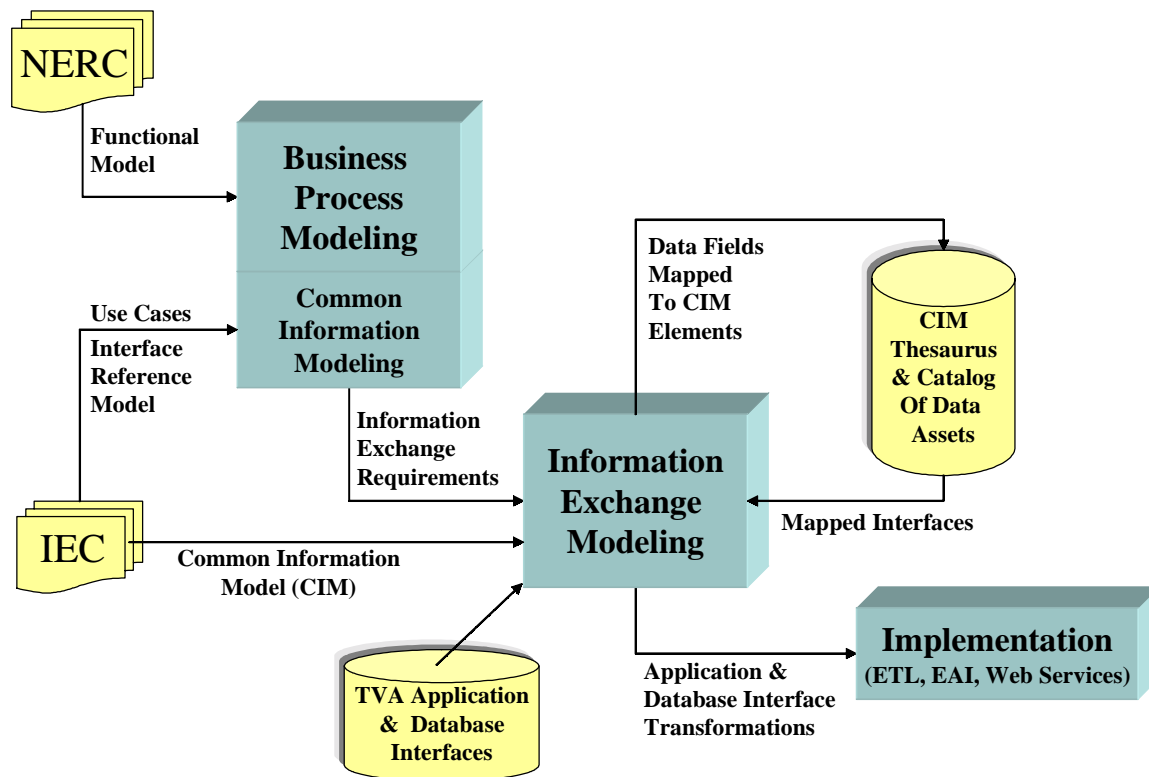 NERC
Functional
Model
Business
Process
Modeling
Common
Information
Modeling
Use Cases
Interface
Reference
Model
Information
Exchange
Requirements
Data Fields
Mapped
To CIM
Elements
CIM
Thesaurus
& Catalog
Of Data
Assets
Information
Exchange
Modeling
Mapped Interfaces
IEC
Common Information
Model (CIM)
TVA Application
& Database
Interfaces
Application &
Database Interface
Transformations
Implementation
(ETL, EAI, Web Services)